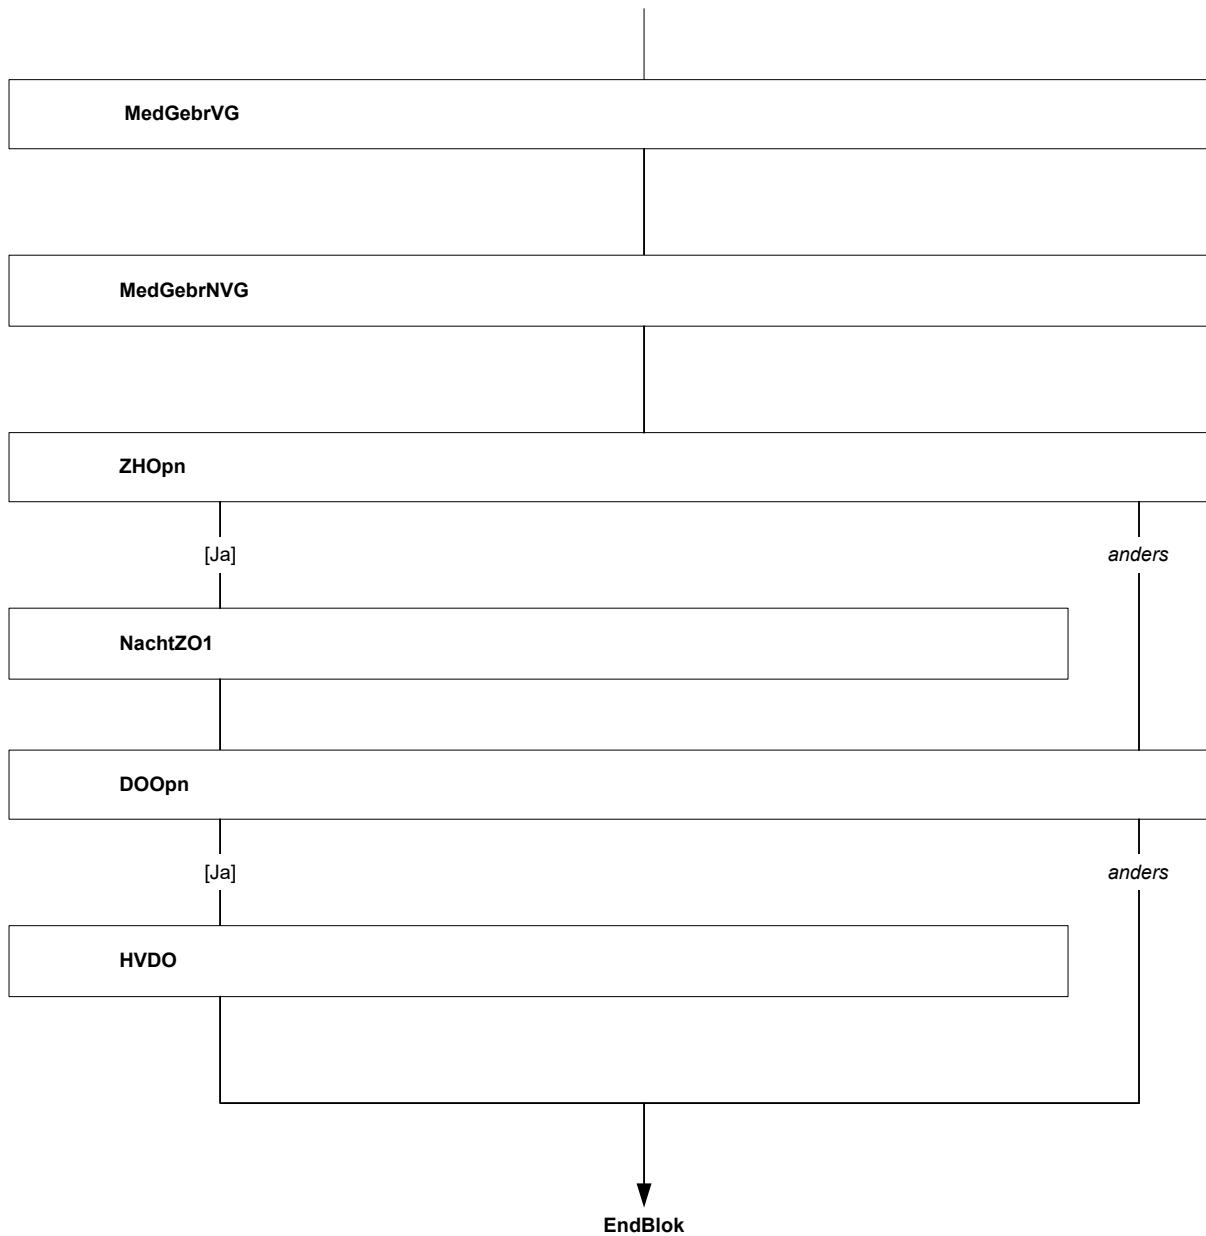 MedGebrVG
MedGebrNVG
ZHOpn
[Ja] anders
NachtZO1
DOOpn
[Ja] anders
HVDO
EndBlok